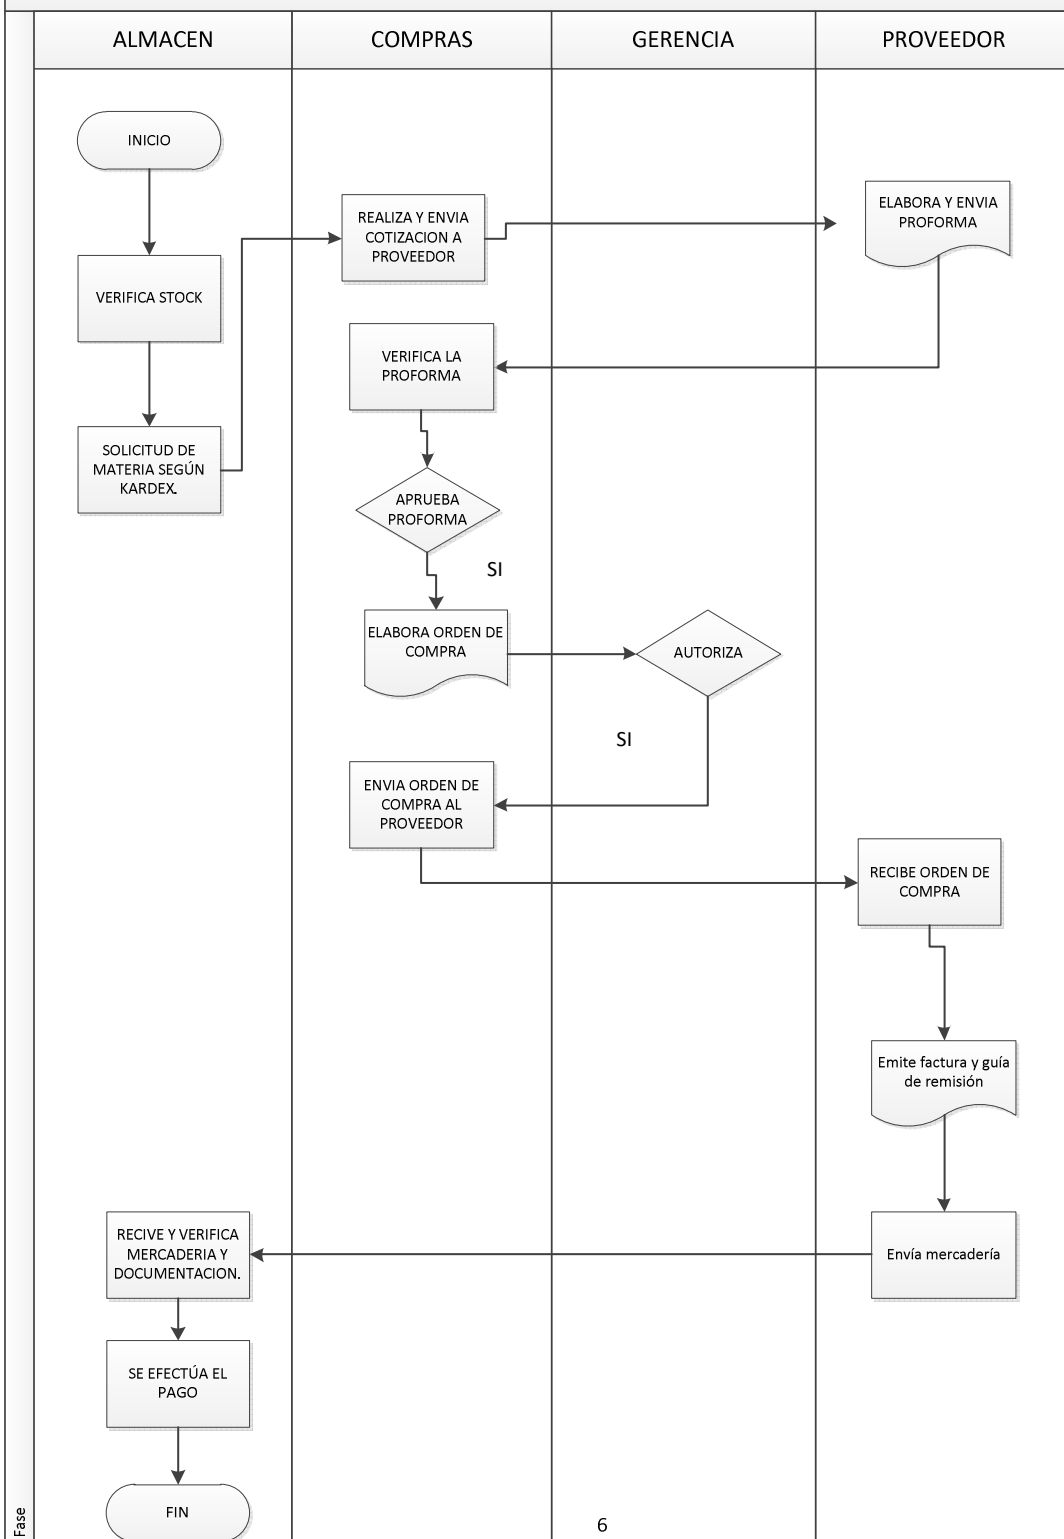 ALMACEN
COMPRAS
GERENCIA
PROVEEDOR
INICIO
VERIFICA STOCK
SOLICITUD DE
MATERIA SEGÚN
KARDEX.
REALIZA Y ENVIA
COTIZACION A
PROVEEDOR
ELABORA Y ENVIA
PROFORMA
VERIFICA LA
PROFORMA
APRUEBA
PROFORMA
SI
ELABORA ORDEN DE
COMPRA
AUTORIZA
SI
ENVIA ORDEN DE
COMPRA AL
PROVEEDOR
RECIBE ORDEN DE
COMPRA
Emite factura y guía
de remisión
Envía mercadería
RECIVE Y VERIFICA
MERCADERIA Y
DOCUMENTACION.
SE EFECTÚA EL
PAGO
FIN
Fase
6